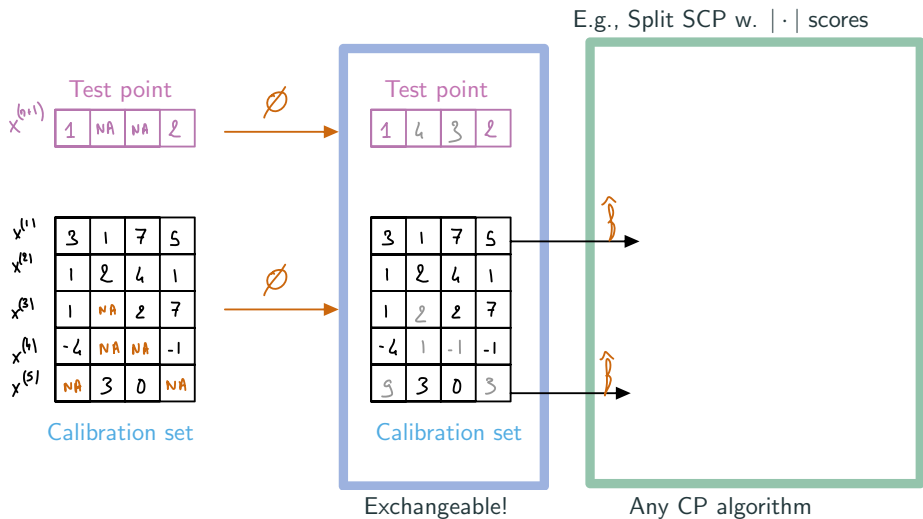 E.g., Split SCP w. | · | scores
Test point
x^(n+1)
1 NA NA 2
∅
Test point
1 4 3 2
x^(1)
3 1 7 5
x^(2)
1 2 4 1
x^(3)
1 NA 2 7
x^(4)
-4 NA NA -1
x^(5)
NA 3 0 NA
Calibration set
∅
3 1 7 5
1 2 4 1
1 2 2 7
-4 1 -1 -1
9 3 0 3
Calibration set
Exchangeable!
Any CP algorithm